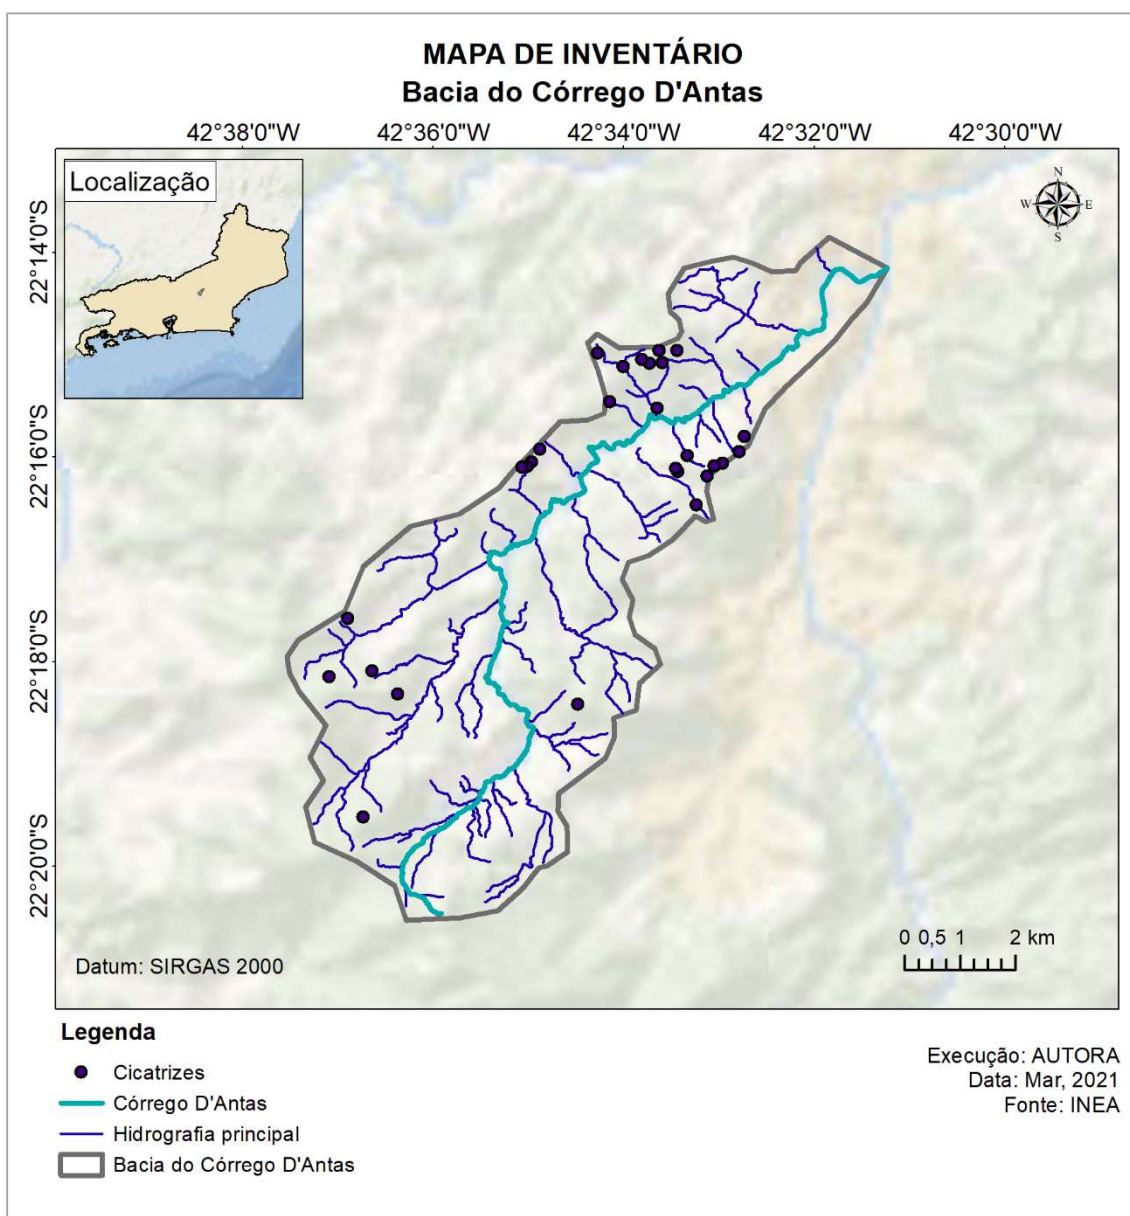 MAPA DE INVENTÁRIO
Bacia do Córrego D'Antas
42°38'0"W 42°36'0"W 42°34'0"W 42°32'0"W 42°30'0"W
Localização
N
W E
S
22°14'0"S
22°16'0"S
22°18'0"S
22°20'0"S
0 0,5 1 2 km
Datum: SIRGAS 2000
Legenda
Cicatrizes
Córrego D'Antas
Hidrografia principal
Bacia do Córrego D'Antas
Execução: AUTORA
Data: Mar, 2021
Fonte: INEA